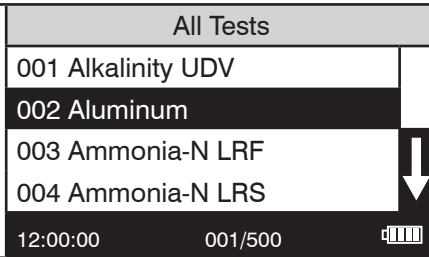 All Tests
001 Alkalinity UDV
002 Aluminum
003 Ammonia-N LRF
004 Ammonia-N LRS
12:00:00 001/500